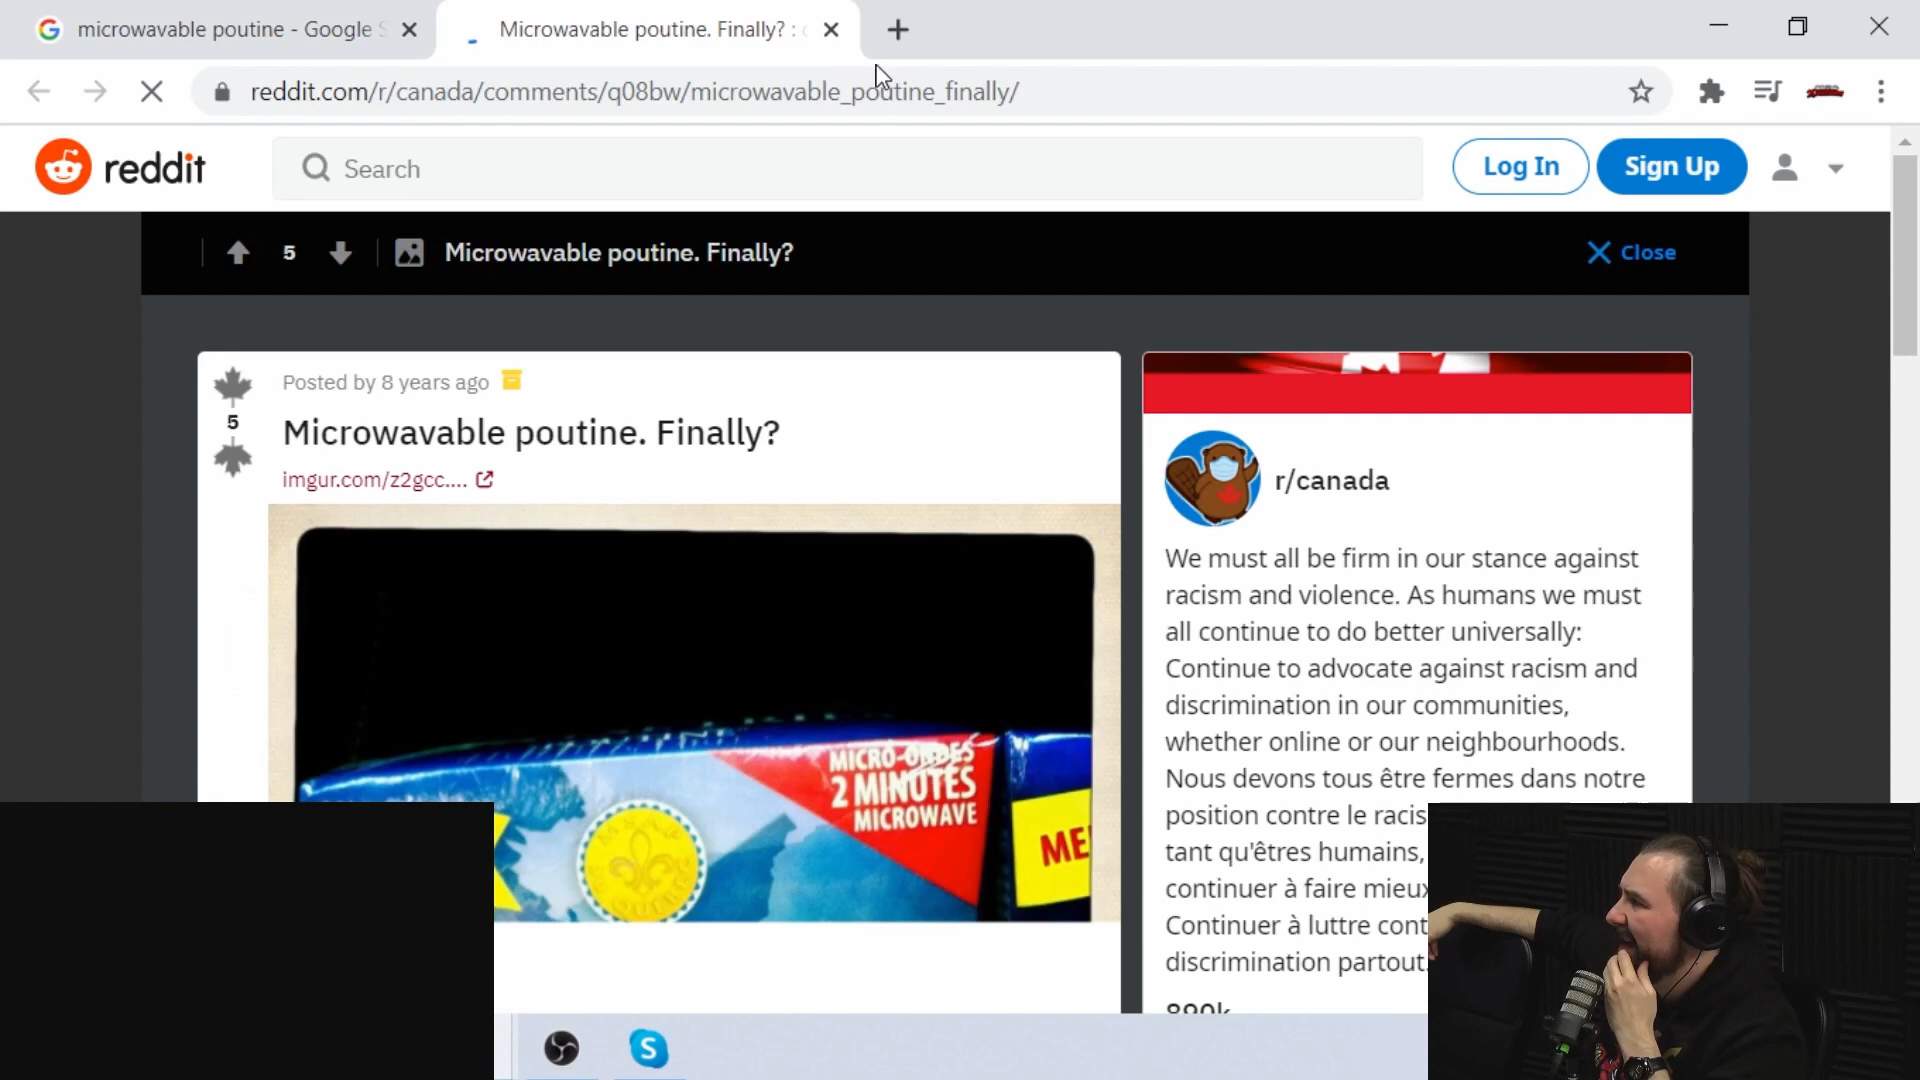 microwavable poutine - Google S
Microwavable poutine. Finally? : c
reddit.com/r/canada/comments/q08bw/microwavable_poutine_finally/
reddit
Search
Log In
Sign Up
5
Microwavable poutine. Finally?
Close
Posted by 8 years ago
5
Microwavable poutine. Finally?
imgur.com/z2gcc....
MICRO-ONDES
2 MINUTES
MICROWAVE
ME
r/canada
We must all be firm in our stance against
racism and violence. As humans we must
all continue to do better universally:
Continue to advocate against racism and
discrimination in our communities,
whether online or our neighbourhoods.
Nous devons tous être fermes dans notre
position contre le racis
tant qu'êtres humains,
continuer à faire mieux
Continuer à luttre cont
discrimination partout.
890k
S